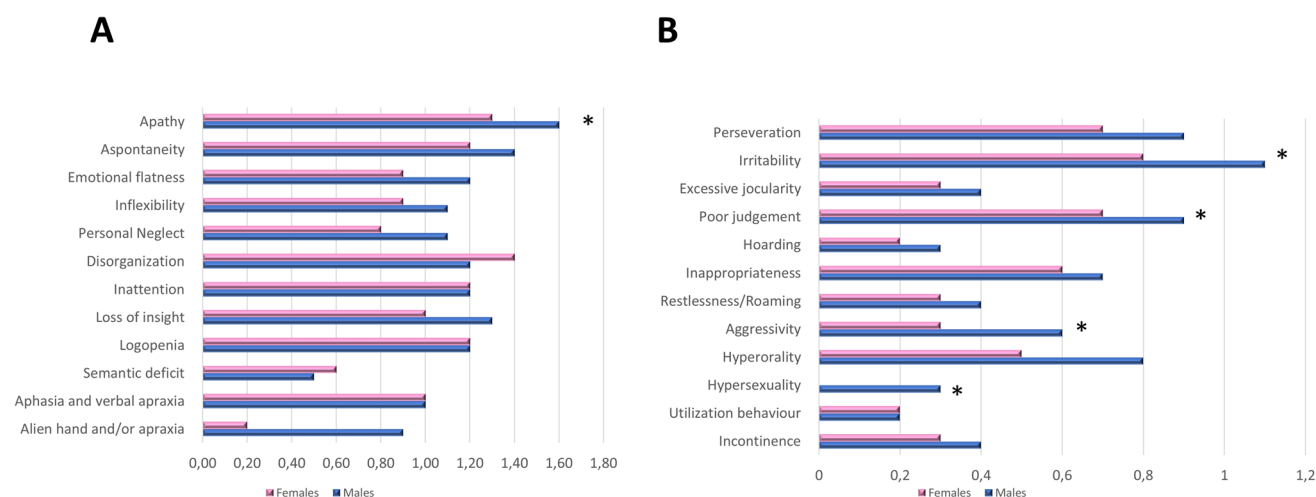 A
Apathy
*
Aspontaneity
Emotional flatness
Inflexibility
Personal Neglect
Disorganization
Inattention
Loss of insight
Logopenia
Semantic deficit
Aphasia and verbal apraxia
Alien hand and/or apraxia
0,00 0,20 0,40 0,60 0,80 1,00 1,20 1,40 1,60 1,80
Females Males
B
Perseveration
Irritability
*
Excessive jocularity
Poor judgement
*
Hoarding
Inappropriateness
Restlessness/Roaming
Aggressivity
*
Hyperorality
Hypersexuality
*
Utilization behaviour
Incontinence
0 0,2 0,4 0,6 0,8 1 1,2
Females Males